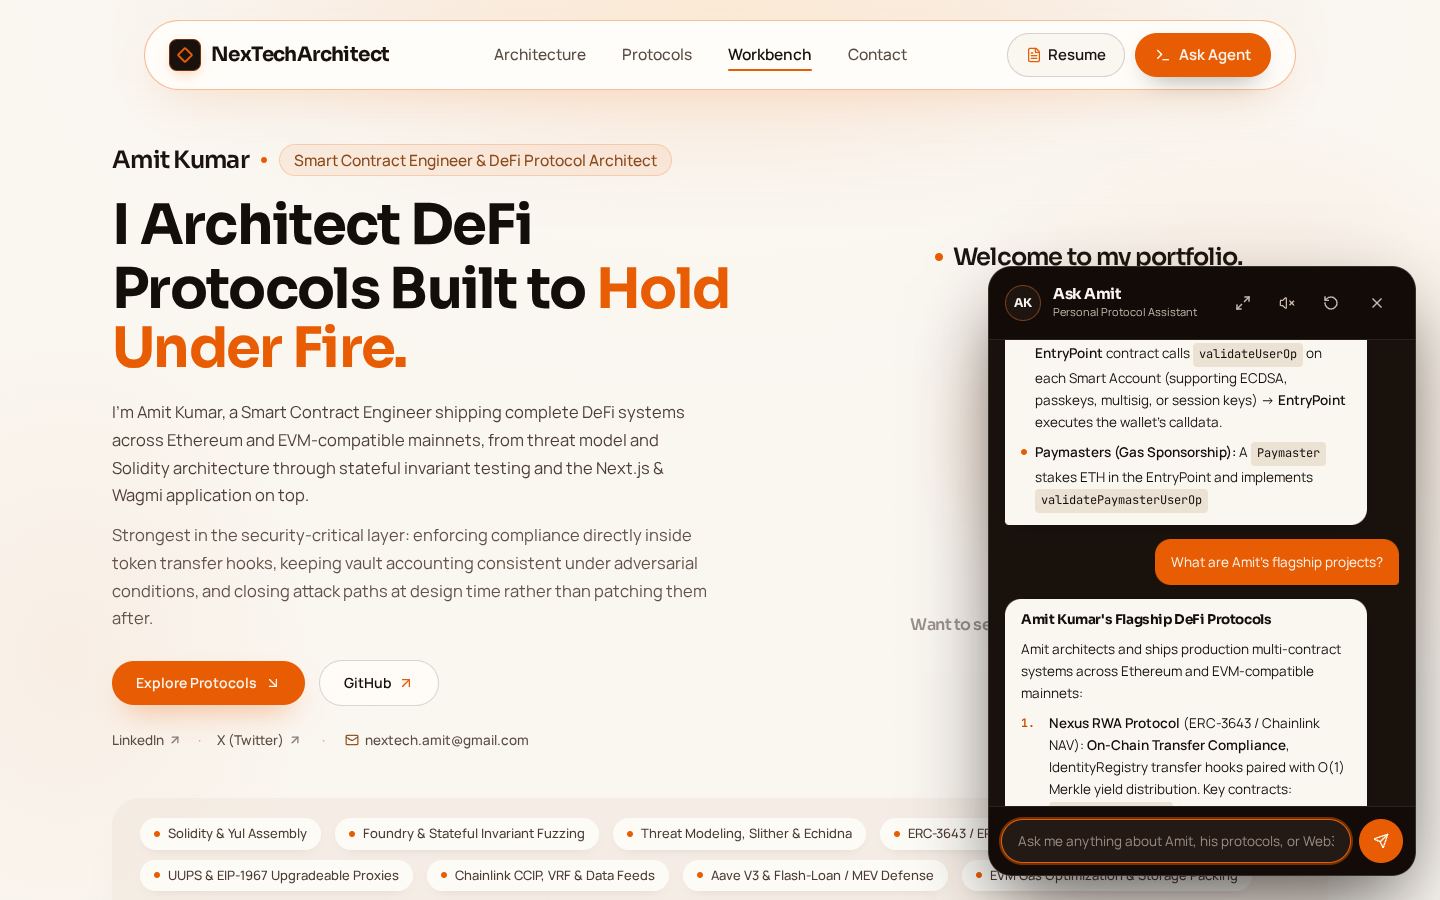 NexTechArchitect
Architecture
Protocols
Workbench
Contact
Resume
Ask Agent
Amit Kumar
Smart Contract Engineer & DeFi Protocol Architect
I Architect DeFi
Protocols Built to Hold
Under Fire.
I'm Amit Kumar, a Smart Contract Engineer shipping complete DeFi systems
across Ethereum and EVM-compatible mainnets, from threat model and
Solidity architecture through stateful invariant testing and the Next.js &
Wagmi application on top.
Strongest in the security-critical layer: enforcing compliance directly inside
token transfer hooks, keeping vault accounting consistent under adversarial
conditions, and closing attack paths at design time rather than patching them
after.
Explore Protocols
GitHub
LinkedIn
X (Twitter)
nextech.amit@gmail.com
Solidity & Yul Assembly
Foundry & Stateful Invariant Fuzzing
Threat Modeling, Slither & Echidna
ERC-3643 /
UUPS & EIP-1967 Upgradeable Proxies
Chainlink CCIP, VRF & Data Feeds
Aave V3 & Flash-Loan / MEV Defense
EVM Gas Optimization & Storage Packing
Welcome to my portfolio.
Want to
AK
Ask Amit
Personal Protocol Assistant
EntryPoint contract calls validateUserOp on
each Smart Account (supporting ECDSA,
passkeys, multisig, or session keys) → EntryPoint
executes the wallet's calldata.
Paymasters (Gas Sponsorship): A Paymaster
stakes ETH in the EntryPoint and implements
validatePaymasterUserOp
What are Amit's flagship projects?
Amit Kumar's Flagship DeFi Protocols
Amit architects and ships production multi-contract
systems across Ethereum and EVM-compatible
mainnets:
1. Nexus RWA Protocol (ERC-3643 / Chainlink
NAV): On-Chain Transfer Compliance,
IdentityRegistry transfer hooks paired with O(1)
Merkle yield distribution. Key contracts:
Ask me anything about Amit, his protocols, or